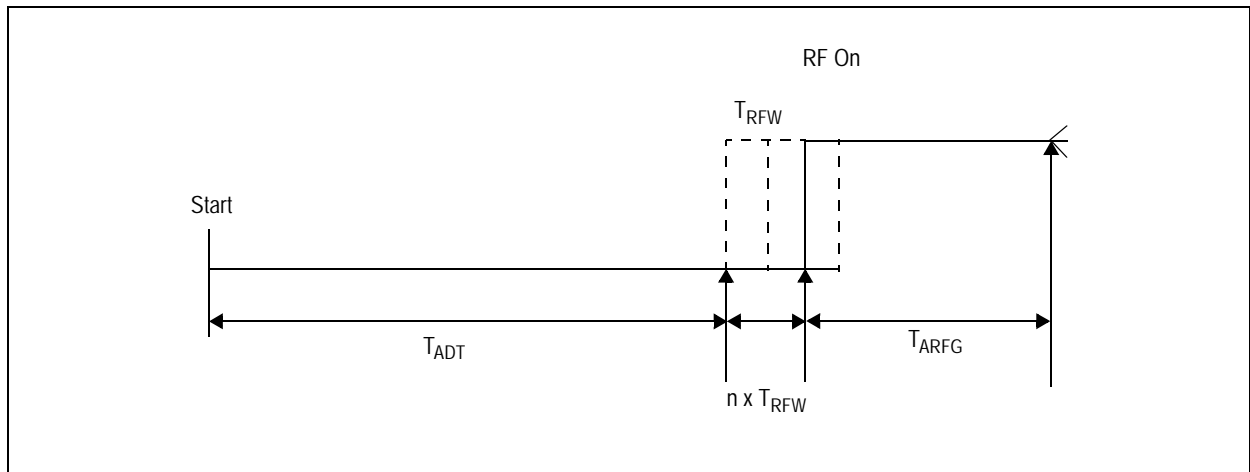 RF On
TRFW
Start
TADT
TARFG
n x TRFW